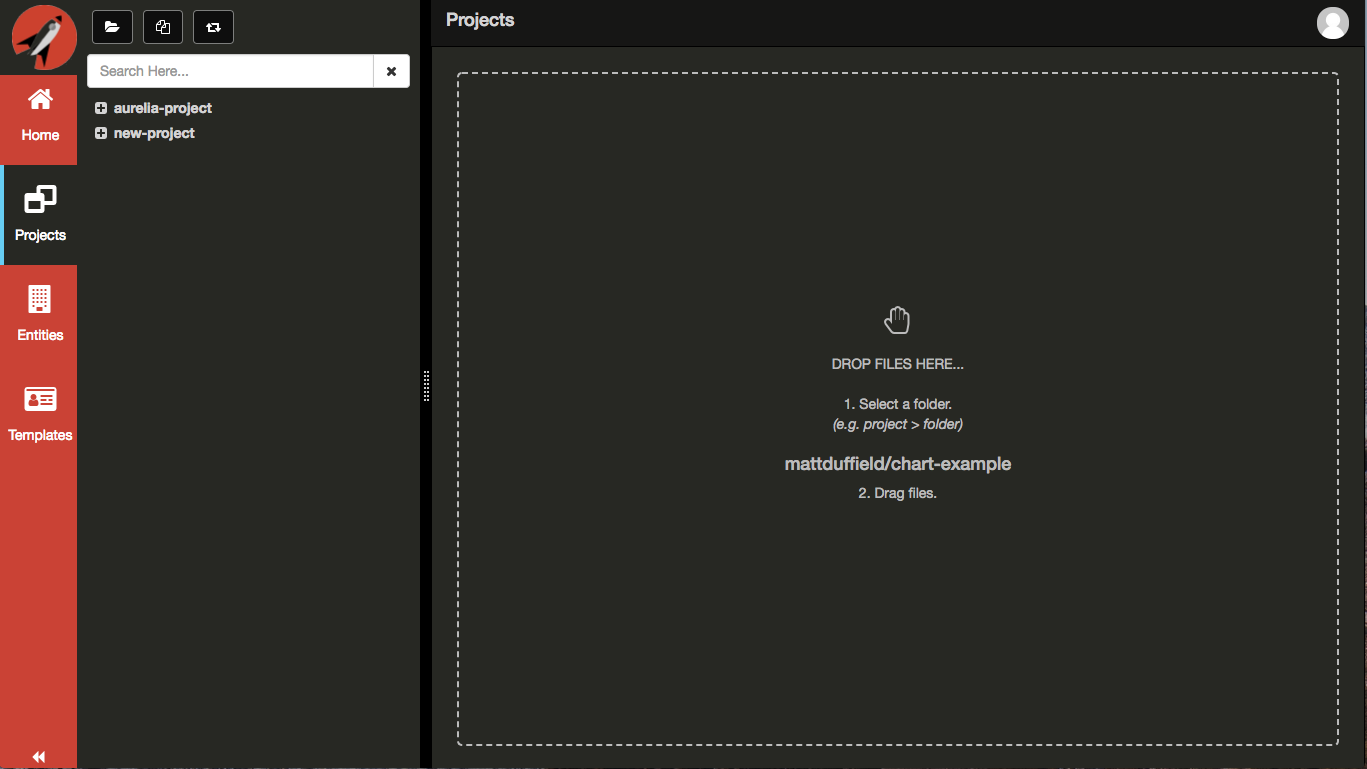 Projects
Search Here...
aurelia-project
new-project
Home
Projects
Entities
Templates
DROP FILES HERE...
1. Select a folder.
(e.g. project > folder)
mattduffield/chart-example
2. Drag files.